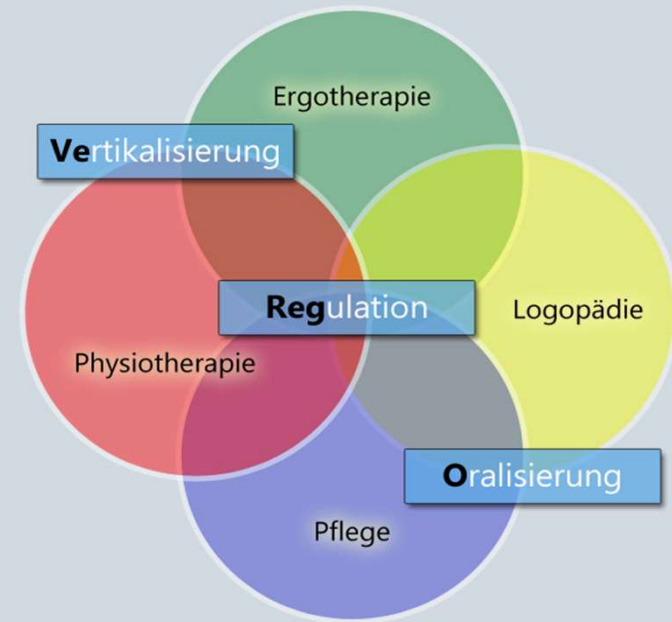 Ergotherapie
Vertikalisierung
Regulation
Logopädie
Physiotherapie
Oralisierung
Pflege